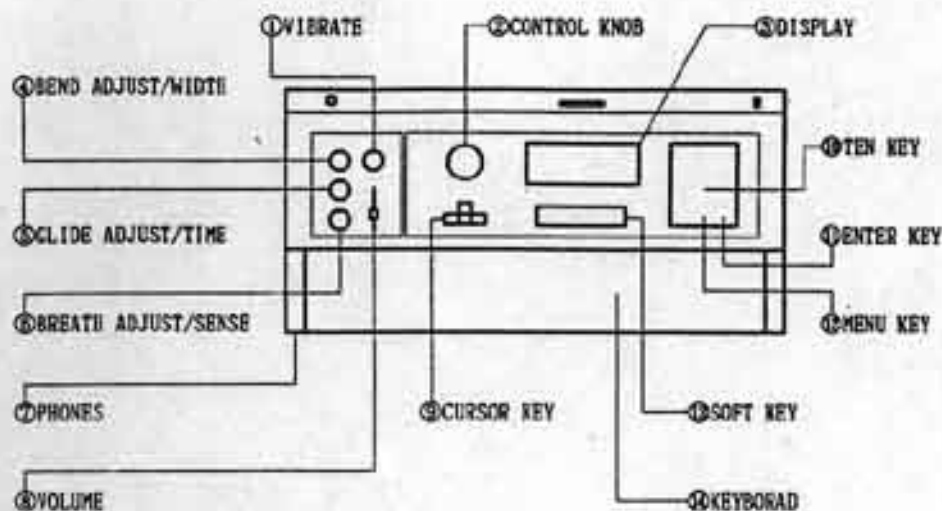 ①VIBRATE ②CONTROL KNOB ③DISPLAY
④BEND ADJUST/WIDTH
⑩TEN KEY
⑤GLIDE ADJUST/TIME ⑪ENTER KEY
⑥BREATH ADJUST/SENSE ⑫MENU KEY
⑦PHONES ⑨CURSOR KEY ⑬SOFT KEY
⑧VOLUME ⑭KEYBORAD